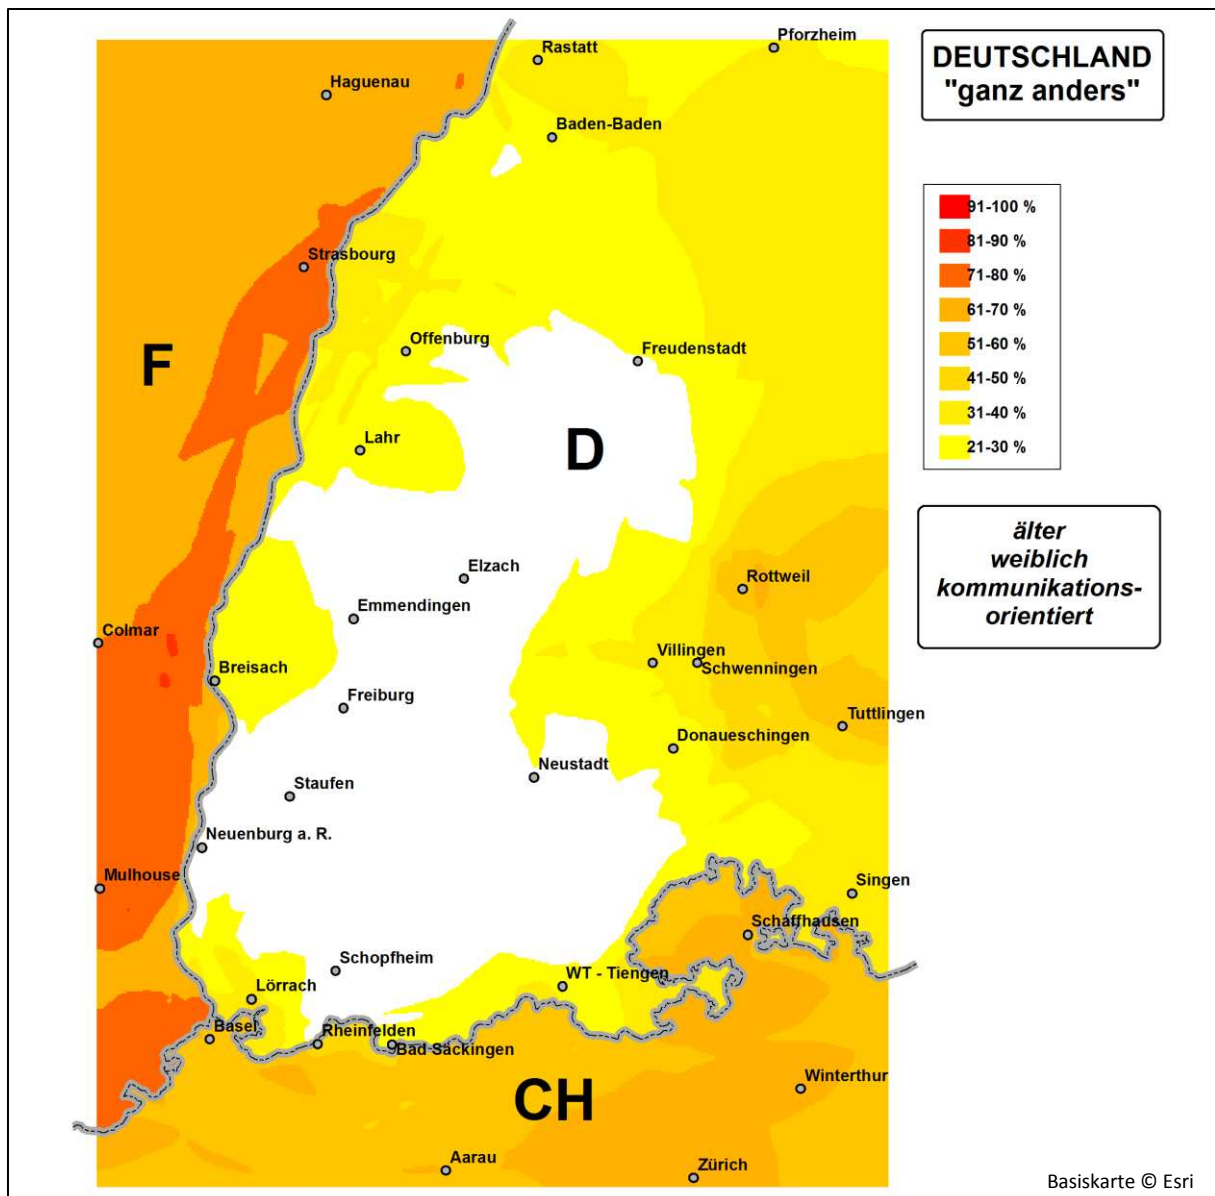 DEUTSCHLAND
"ganz anders"
91-100 %
81-90 %
71-80 %
61-70 %
51-60 %
41-50 %
31-40 %
21-30 %
älter
weiblich
kommunikations-
orientiert
Pforzheim
Rastatt
Haguenau
Baden-Baden
Strasbourg
Offenburg
Freudenstadt
F
Lahr
D
Elzach
Rottweil
Emmendingen
Colmar
Villingen
Schwenningen
Breisach
Freiburg
Tuttlingen
Donaueschingen
Neustadt
Staufen
Neuenburg a. R.
Mulhouse
Singen
Schaffhausen
Schopfheim
WT - Tiengen
Lörrach
Basel
Rheinfelden
Bad Säckingen
Winterthur
CH
Aarau
Zürich
Basiskarte © Esri